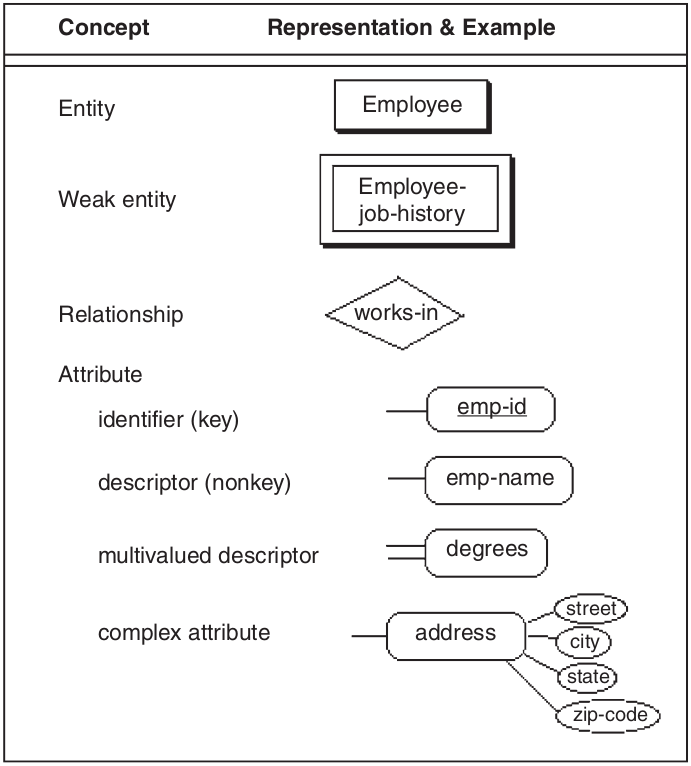 Concept Representation & Example
Entity Employee
Weak entity Employee-
job-history
Relationship works-in
Attribute
identifier (key) emp-id
descriptor (nonkey) emp-name
multivalued descriptor degrees
complex attribute address
street
city
state
zip-code